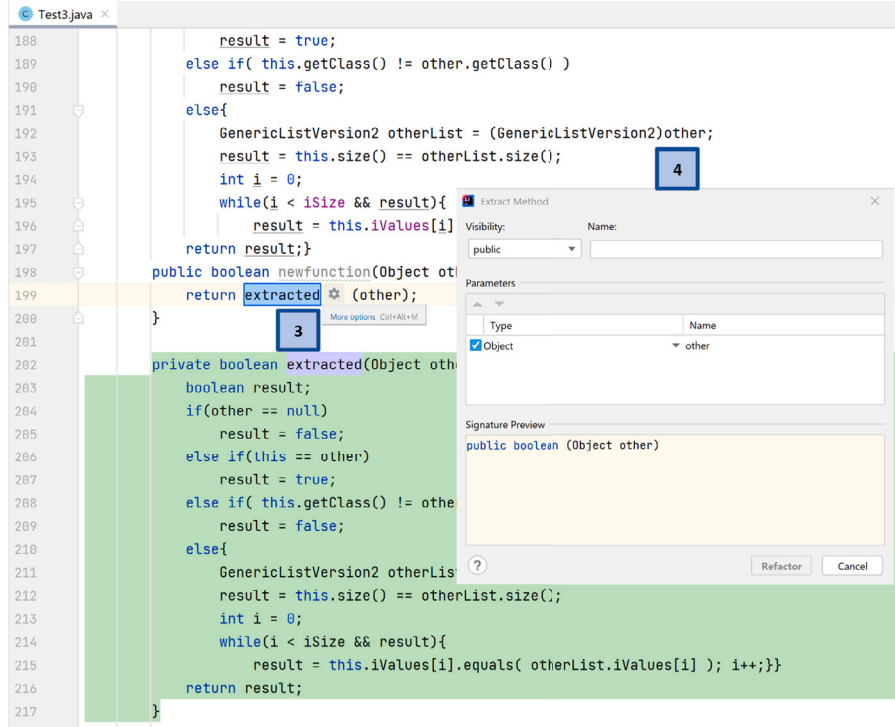 Test3.java
188 result = true;
189 else if( this.getClass() != other.getClass() )
190 result = false;
191 else{
192 GenericListVersion2 otherList = (GenericListVersion2)other;
193 result = this.size() == otherList.size();
194 int i = 0;
195 while(i < iSize && result){
196 result = this.iValues[i]
197 return result;}
198 public boolean newfunction(Object oth
199 return extracted (other);
More options Ctrl+Alt+M
200 }
3
201
202 private boolean extracted(Object othe
203 boolean result;
204 if(other == null)
205 result = false;
206 else if(this == other)
207 result = true;
208 else if( this.getClass() != othe
209 result = false;
210 else{
211 GenericListVersion2 otherLis
212 result = this.size() == otherList.size();
213 int i = 0;
214 while(i < iSize && result){
215 result = this.iValues[i].equals( otherList.iValues[i] ); i++;}}
216 return result;
217 }
4
Extract Method
Visibility: Name:
public
Parameters
Type Name
Object other
Signature Preview
public boolean (Object other)
? Refactor Cancel